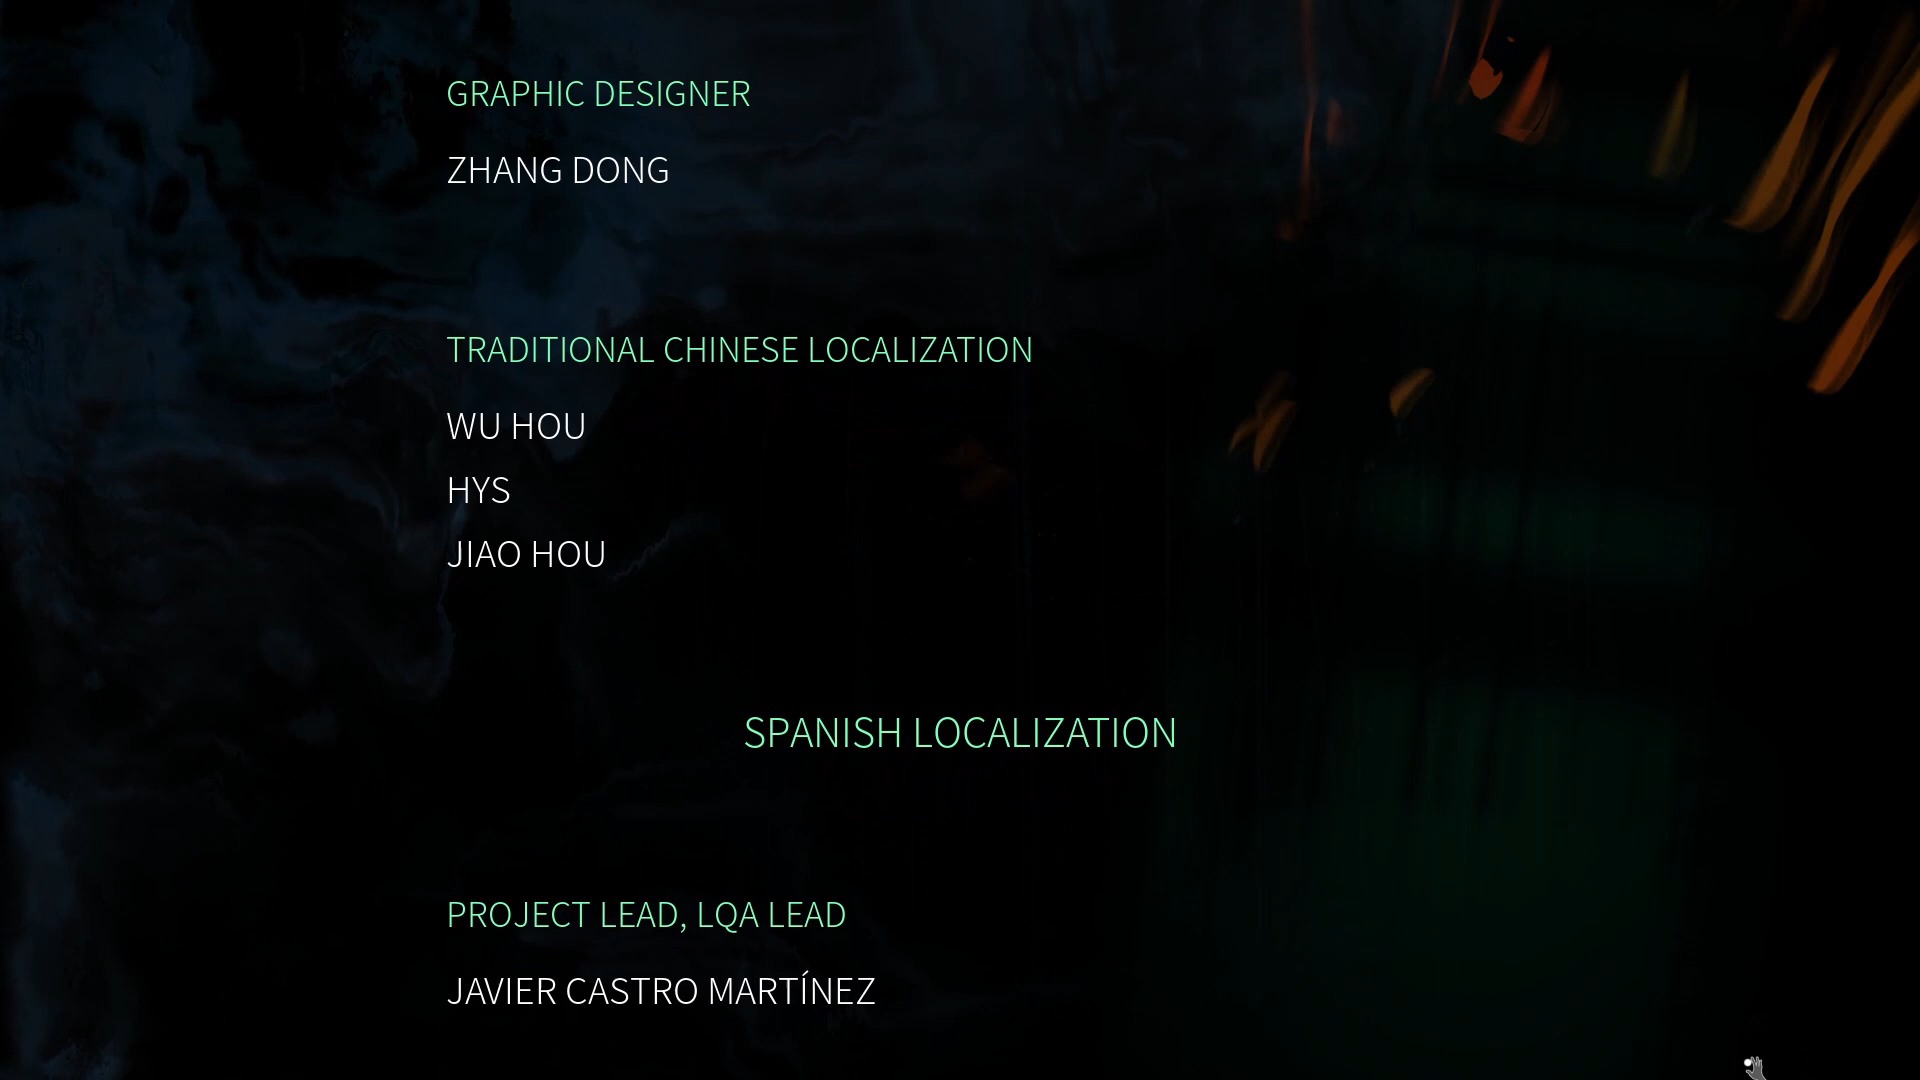 GRAPHIC DESIGNER
ZHANG DONG
TRADITIONAL CHINESE LOCALIZATION
WU HOU
HYS
JIAO HOU
SPANISH LOCALIZATION
PROJECT LEAD, LQA LEAD
JAVIER CASTRO MARTÍNEZ